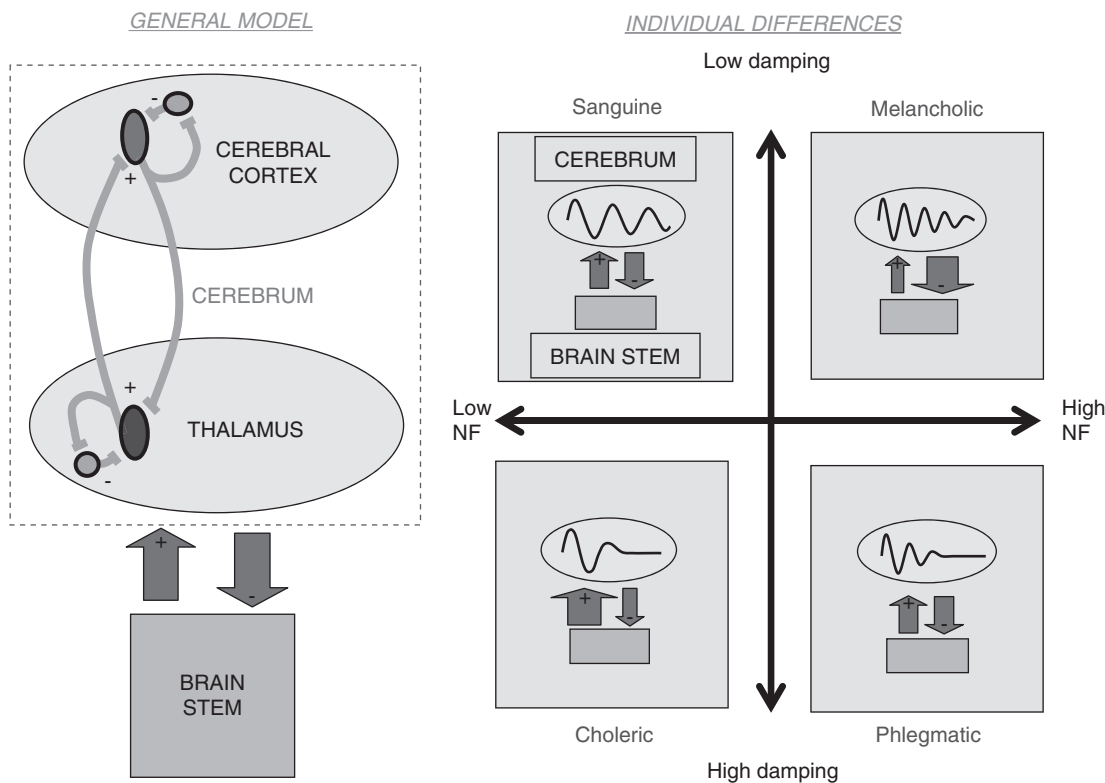 GENERAL MODEL
-
CEREBRAL
CORTEX
+
CEREBRUM
+
THALAMUS
-
+
-
BRAIN
STEM
INDIVIDUAL DIFFERENCES
Low damping
Sanguine
Melancholic
CEREBRUM
+
-
BRAIN STEM
+
-
Low
NF
High
NF
+
-
+
-
Choleric
Phlegmatic
High damping